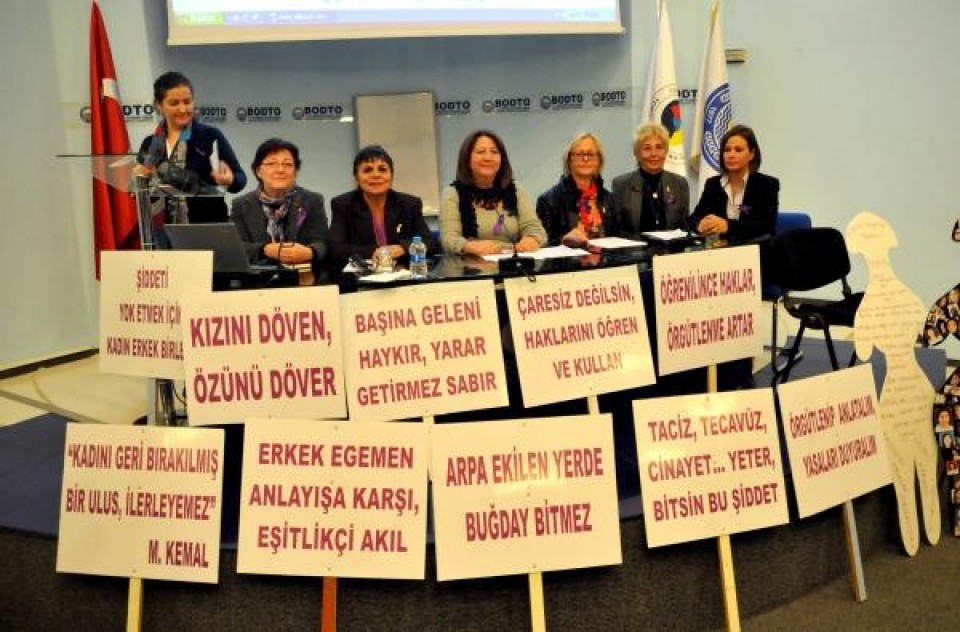 BODTO BODTO BODTO BODTO BODTO BODTO BODTO
ŞİDDETİ
YOK ETMEK İÇİN
KADIN ERKEK BİRLE
KIZINI DÖVEN,
ÖZÜNÜ DÖVER
BAŞINA GELENİ
HAYKIR, YARAR
GETİRMEZ SABIR
ÇARESİZ DEĞİLSİN,
HAKLARINI ÖĞREN
VE KULLAN
ÖĞRENİLİNCE HAKLAR,
ÖRGÜTLENME ARTAR
"KADINI GERİ BIRAKILMIŞ
BİR ULUS, İLERLEYEMEZ"
M. KEMAL
ERKEK EGEMEN
ANLAYIŞA KARŞI,
EŞİTLİKÇİ AKIL
ARPA EKİLEN YERDE
BUĞDAY BİTMEZ
TACİZ, TECAVÜZ,
CİNAYET... YETER,
BİTSİN BU ŞİDDET
ÖRGÜTLENİP ANLATALIM,
YASALARI DUYURALIM